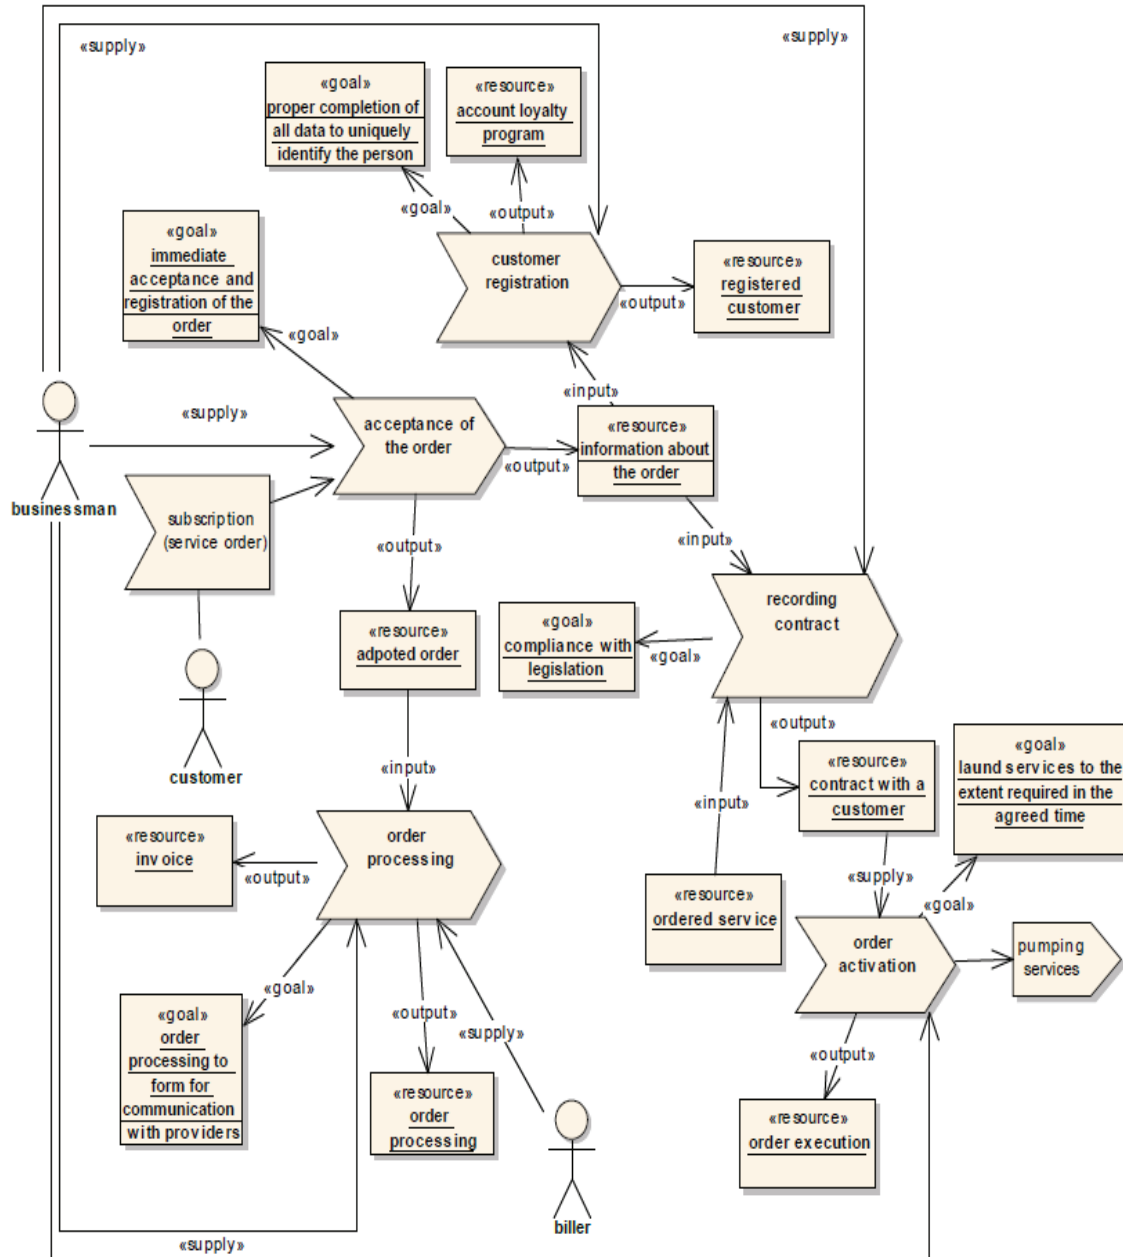 «supply»
«supply»
«goal»
proper completion of
all data to uniquely
identify the person
«resource»
account loyalty
program
«goal»
«output»
«goal»
immediate
acceptance and
registration of the
order
customer
registration
«resource»
registered
customer
«output»
«goal»
«input»
«supply»
acceptance of
the order
«resource»
information about
the order
«output»
businessman
subscription
(service order)
«output»
«input»
recording
contract
«resource»
adpoted order
«goal»
compliance with
legislation
«goal»
customer
«output»
«input»
«resource»
contract with a
customer
«goal»
laund services to the
extent required in the
agreed time
«input»
«resource»
invoice
«output»
order
processing
«resource»
ordered service
«supply»
«goal»
order
activation
pumping
services
«goal»
«output»
«supply»
«goal»
order
processing to
form for
communication
with providers
«output»
«resource»
order
processing
«resource»
order execution
biller
«supply»